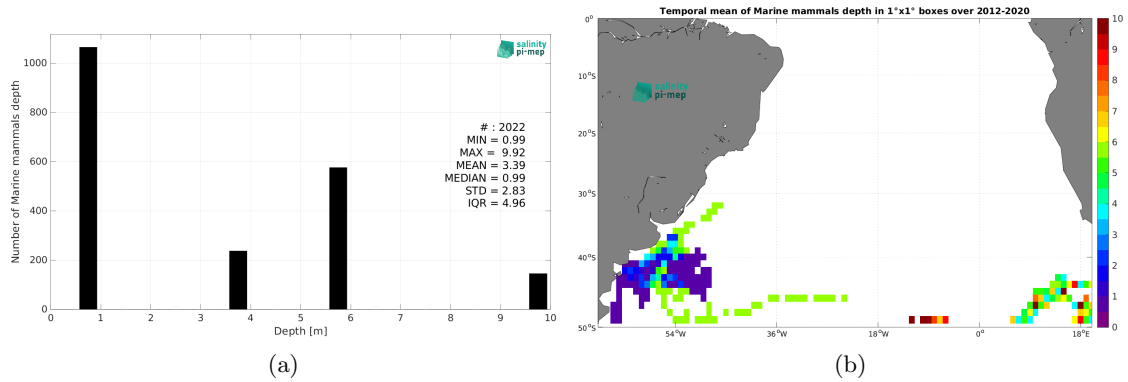 salinity
pi-mep
1000
800
600
400
200
0
Number of Marine mammals depth
# : 2022
MIN = 0.99
MAX = 9.92
MEAN = 3.39
MEDIAN = 0.99
STD = 2.83
IQR = 4.96
0 1 2 3 4 5 6 7 8 9 10
Depth [m]
(a)
Temporal mean of Marine mammals depth in 1°x1° boxes over 2012-2020
salinity
pi-mep
0°
10°S
20°S
30°S
40°S
50°S
54°W 36°W 18°W 0° 18°E
10
9
8
7
6
5
4
3
2
1
0
(b)